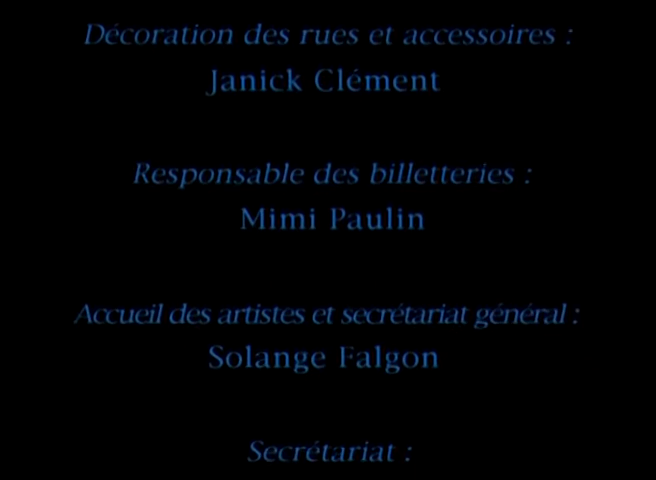 Décoration des rues et accessoires :
Janick Clément
Responsable des billetteries :
Mimi Paulin
Accueil des artistes et secrétariat général :
Solange Falgon
Secrétariat :